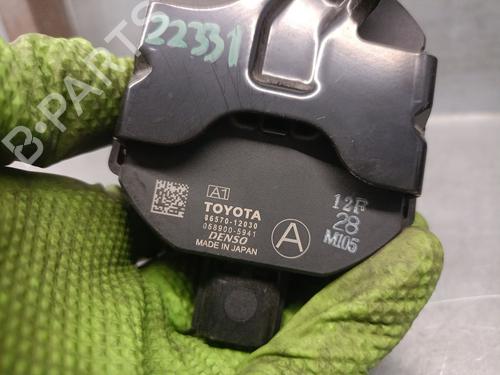 22331
B-PARTS
A1
TOYOTA
86570-12030
068900-5941
DENSO
MADE IN JAPAN
A
12F
28
M105